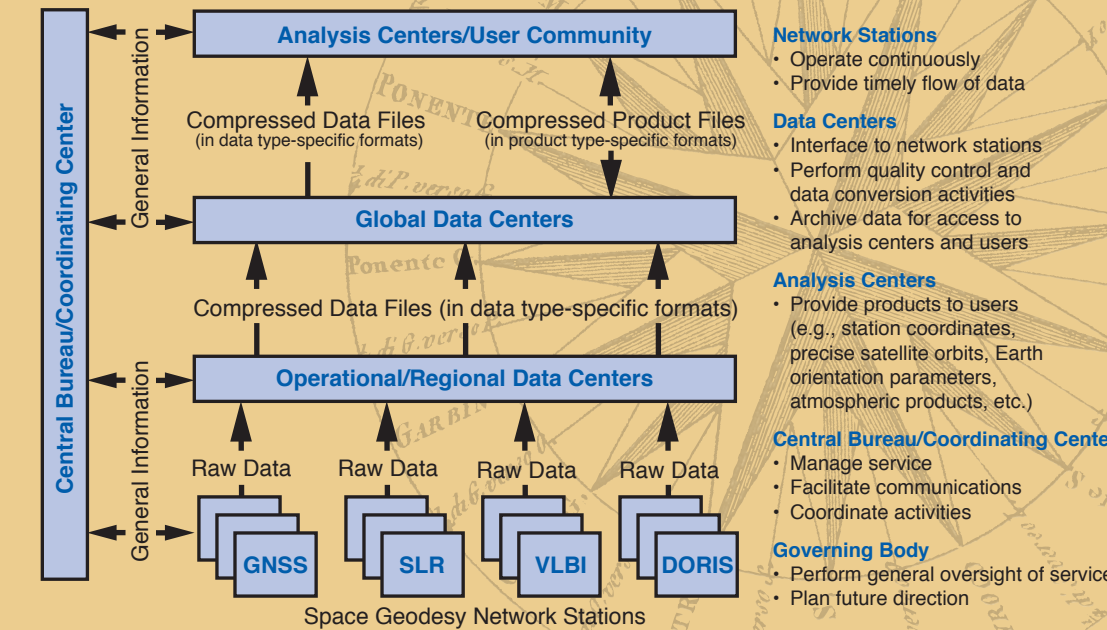 Central Bureau/Coordinating Center
General Information
General Information
Analysis Centers/User Community
Compressed Data Files
(in data type-specific formats)
Compressed Product Files
(in product type-specific formats)
Global Data Centers
Compressed Data Files (in data type-specific formats)
Operational/Regional Data Centers
Raw Data
Raw Data
Raw Data
Raw Data
GNSS
SLR
VLBI
DORIS
Space Geodesy Network Stations
Network Stations
• Operate continuously
• Provide timely flow of data
Data Centers
• Interface to network stations
• Perform quality control and
data conversion activities
• Archive data for access to
analysis centers and users
Analysis Centers
• Provide products to users
(e.g., station coordinates,
precise satellite orbits, Earth
orientation parameters,
atmospheric products, etc.)
Central Bureau/Coordinating Cente
• Manage service
• Facilitate communications
• Coordinate activities
Governing Body
• Perform general oversight of service
• Plan future direction
PONENTE
Ponente
GARBIN